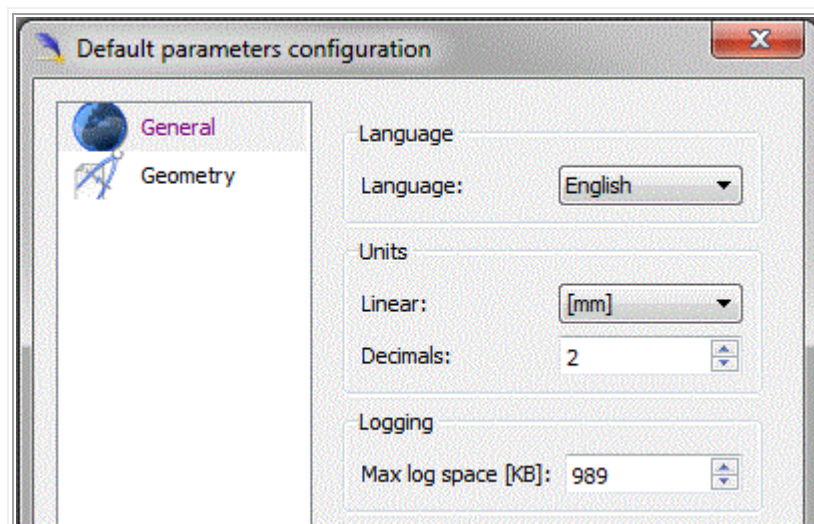 Default parameters configuration
General
Geometry
Language
Language: English
Units
Linear: [mm]
Decimals: 2
Logging
Max log space [KB]: 989